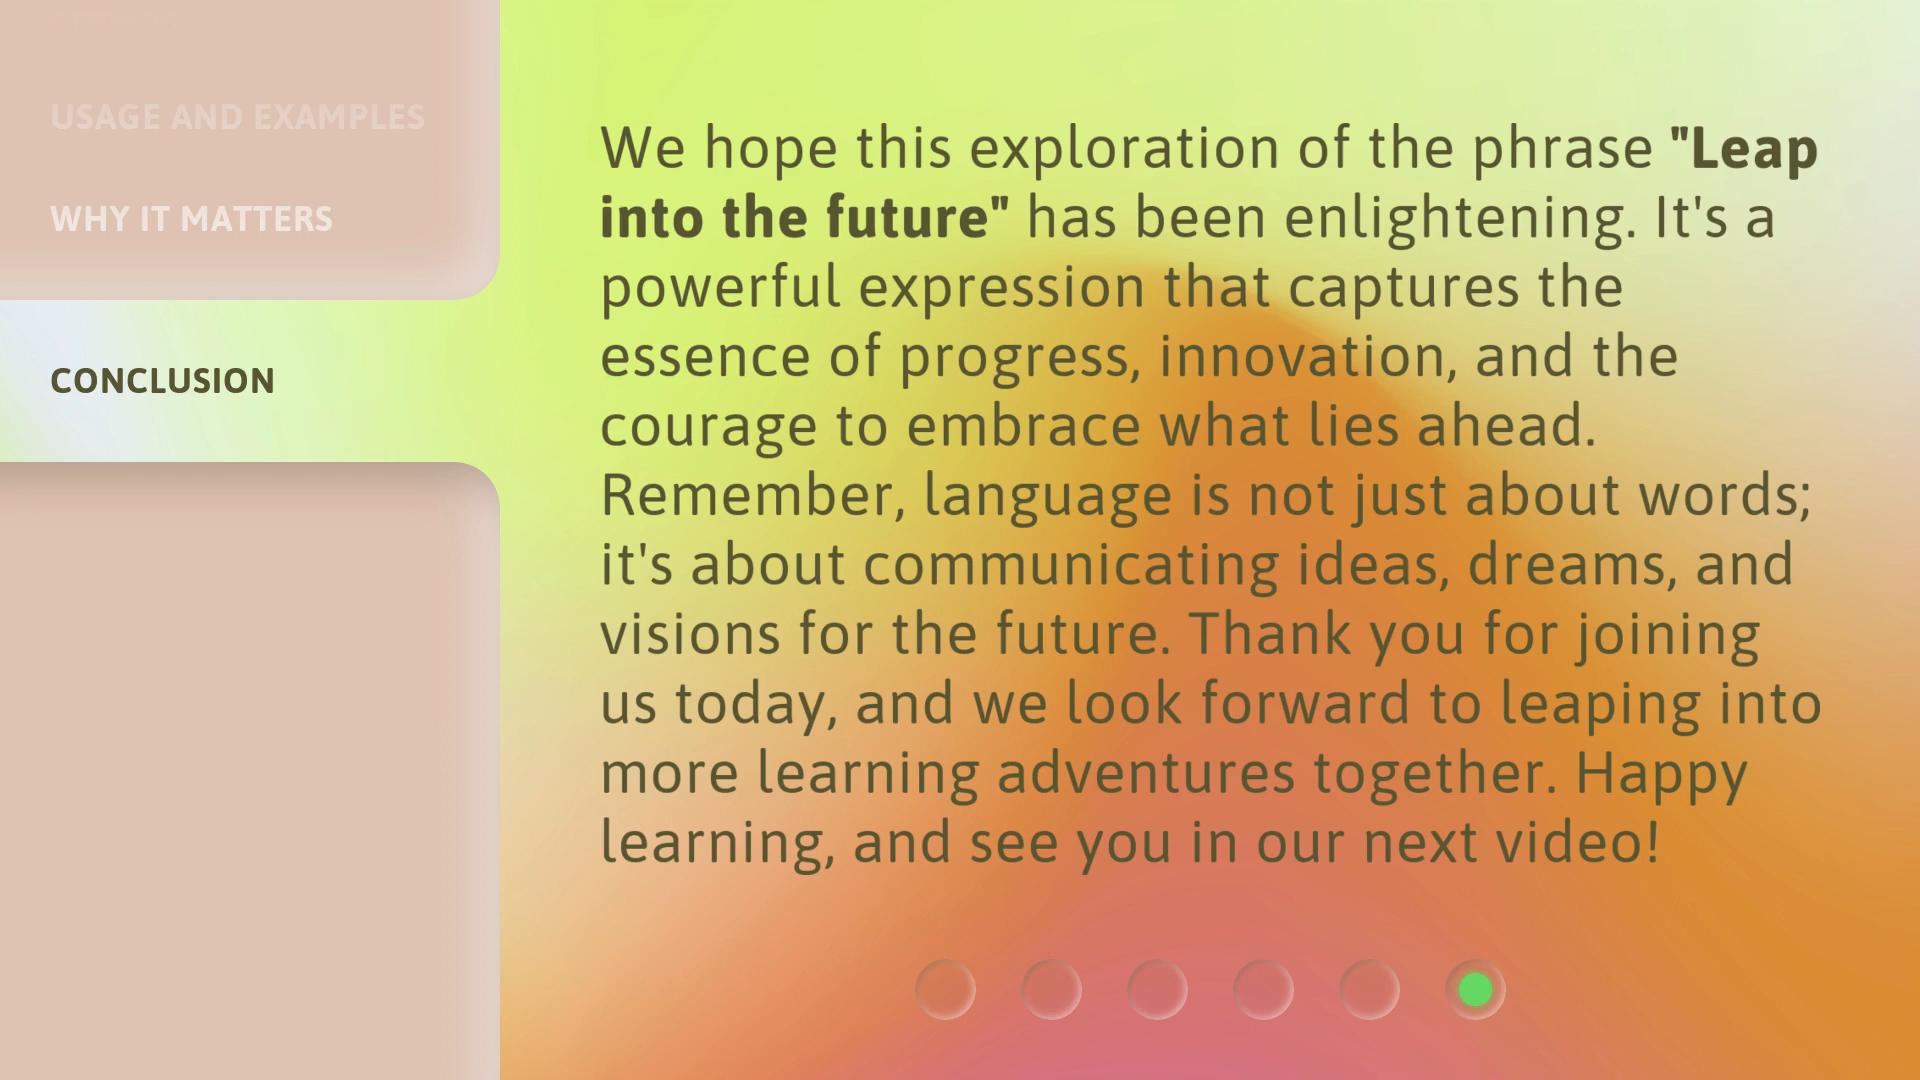 USAGE AND EXAMPLES
WHY IT MATTERS
CONCLUSION
We hope this exploration of the phrase "Leap
into the future" has been enlightening. It's a
powerful expression that captures the
essence of progress, innovation, and the
courage to embrace what lies ahead.
Remember, language is not just about words;
it's about communicating ideas, dreams, and
visions for the future. Thank you for joining
us today, and we look forward to leaping into
more learning adventures together. Happy
learning, and see you in our next video!